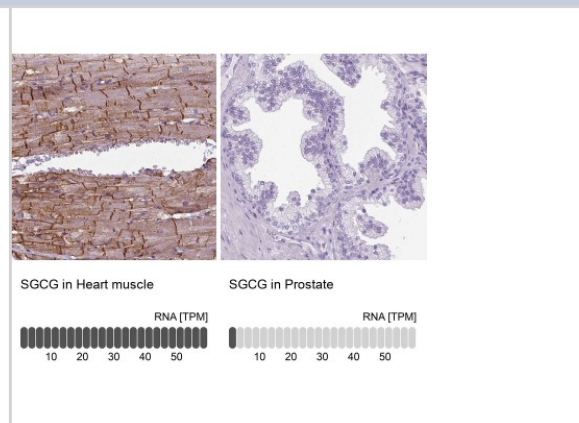 SGCG in Heart muscle
SGCG in Prostate
RNA [TPM]
RNA [TPM]
10 20 30 40 50
10 20 30 40 50